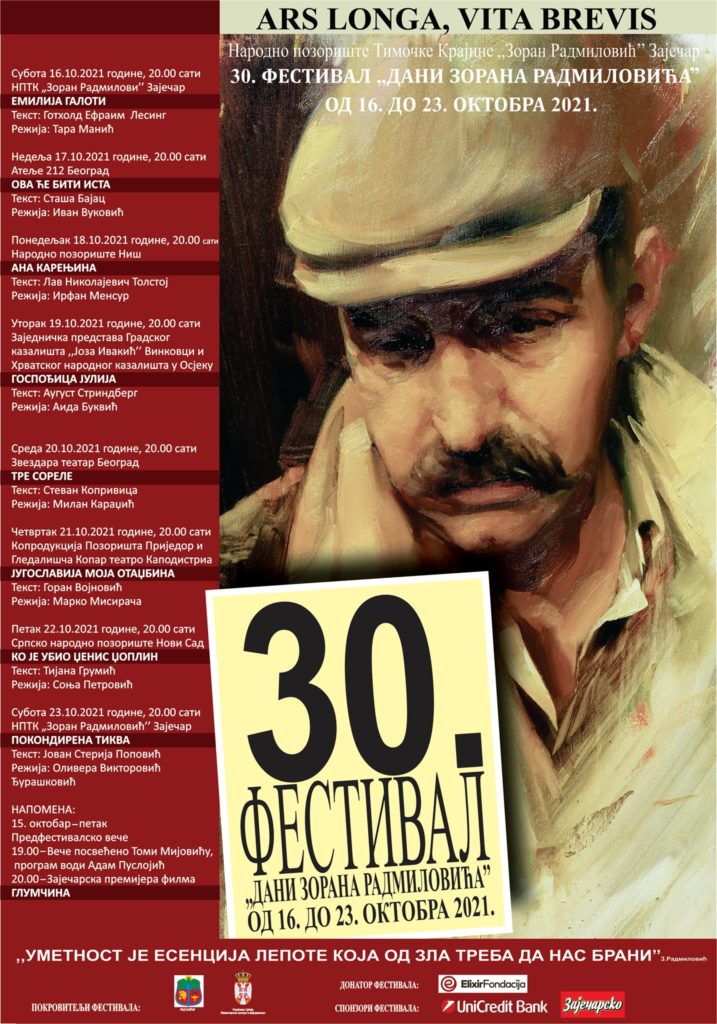 ARS LONGA, VITA BREVIS
Народно позориште Тимочке Крајине „Зоран Радмиловић’’ Зајечар
30. ФЕСТИВАЛ „ДАНИ ЗОРАНА РАДМИЛОВИЋА”
ОД 16. ДО 23. ОКТОБРА 2021.
Субота 16.10.2021 године, 20.00 сати
НПТК „Зоран Радмилови’’ Зајечар
ЕМИЛИЈА ГАЛОТИ
Текст: Готхолд Ефраим Лесинг
Режија: Тара Манић
Недеља 17.10.2021 године, 20.00 сати
Атеље 212 Београд
ОВА ЋЕ БИТИ ИСТА
Текст: Сташа Бајац
Режија: Иван Вуковић
Понедељак 18.10.2021 године, 20.00 сати
Народно позориште Ниш
АНА КАРЕЊИНА
Текст: Лав Николајевич Толстој
Режија: Ирфан Менсур
Уторак 19.10.2021 године, 20.00 сати
Заједничка представа Градског
казалишта „Јоза Ивакић’’ Винковци и
Хрватског народног казалишта у Осјеку
ГОСПОЂИЦА ЈУЛИЈА
Текст: Аугуст Стриндберг
Режија: Аида Буквић
Среда 20.10.2021 године, 20.00 сати
Звездара театар Београд
ТРЕ СОРЕЛЕ
Текст: Стеван Копривица
Режија: Милан Караџић
Четвртак 21.10.2021 године, 20.00 сати
Копродукција Позоришта Приједор и
Гледалишча Копар театро Каподистриа
ЈУГОСЛАВИЈА МОЈА ОТАЏБИНА
Текст: Горан Војновић
Режија: Марко Мисирача
Петак 22.10.2021 године, 20.00 сати
Српско народно позориште Нови Сад
КО ЈЕ УБИО ЏЕНИС ЏОПЛИН
Текст: Тијана Грумић
Режија: Соња Петровић
Субота 23.10.2021 године, 20.00 сати
НПТК „Зоран Радмиловић’’ Зајечар
ПОКОНДИРЕНА ТИКВА
Текст: Јован Стерија Поповић
Режија: Оливера Викторовић
Ђурашковић
НАПОМЕНА:
15. октобар – петак
Предфестивалско вече
19.00 – Вече посвећено Томи Мијовићу,
програм води Адам Пуслојић
20.00 – Зајечарска премијера филма
ГЛУМЧИНА
30.
ФЕСТИВАЛ
„ДАНИ ЗОРАНА РАДМИЛОВИЋА”
ОД 16. ДО 23. ОКТОБРА 2021.
,,УМЕТНОСТ ЈЕ ЕСЕНЦИЈА ЛЕПОТЕ КОЈА ОД ЗЛА ТРЕБА ДА НАС БРАНИ’’ З.Радмиловић
ПОКРОВИТЕЉИ ФЕСТИВАЛА:
ДОНАТОР ФЕСТИВАЛА:
ElixirFondacija
СПОНЗОРИ ФЕСТИВАЛА:
UniCredit Bank
Зајечарско